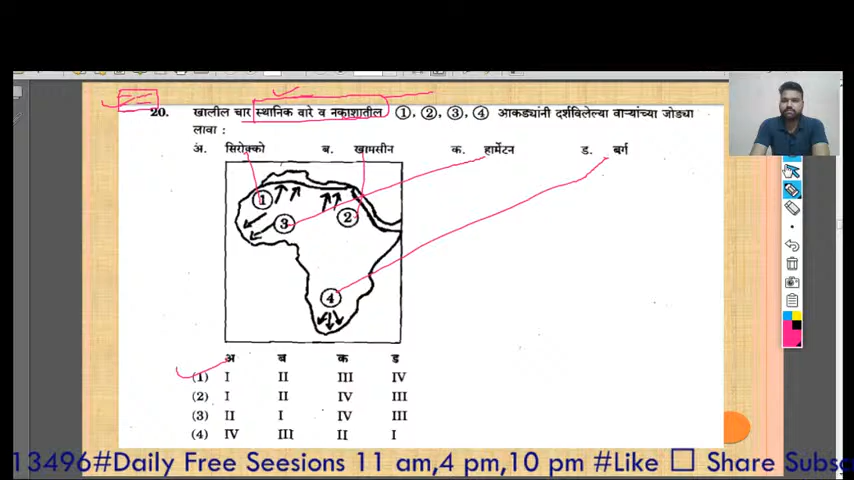 20. खालील चार स्थानिक वारे व नकाशातील ①, ②, ③, ④ आकड्यांनी दर्शविलेल्या वाऱ्यांच्या जोड्या
लावा :
अं. सिरोक्को ब. खामसीन क. हार्मेटन ड. बर्ग
1
3
2
4
अ ब क ड
(1) I II III IV
(2) I II IV III
(3) II I IV III
(4) IV III II I
13496#Daily Free Seesions 11 am,4 pm,10 pm #Like ☐ Share Subsc